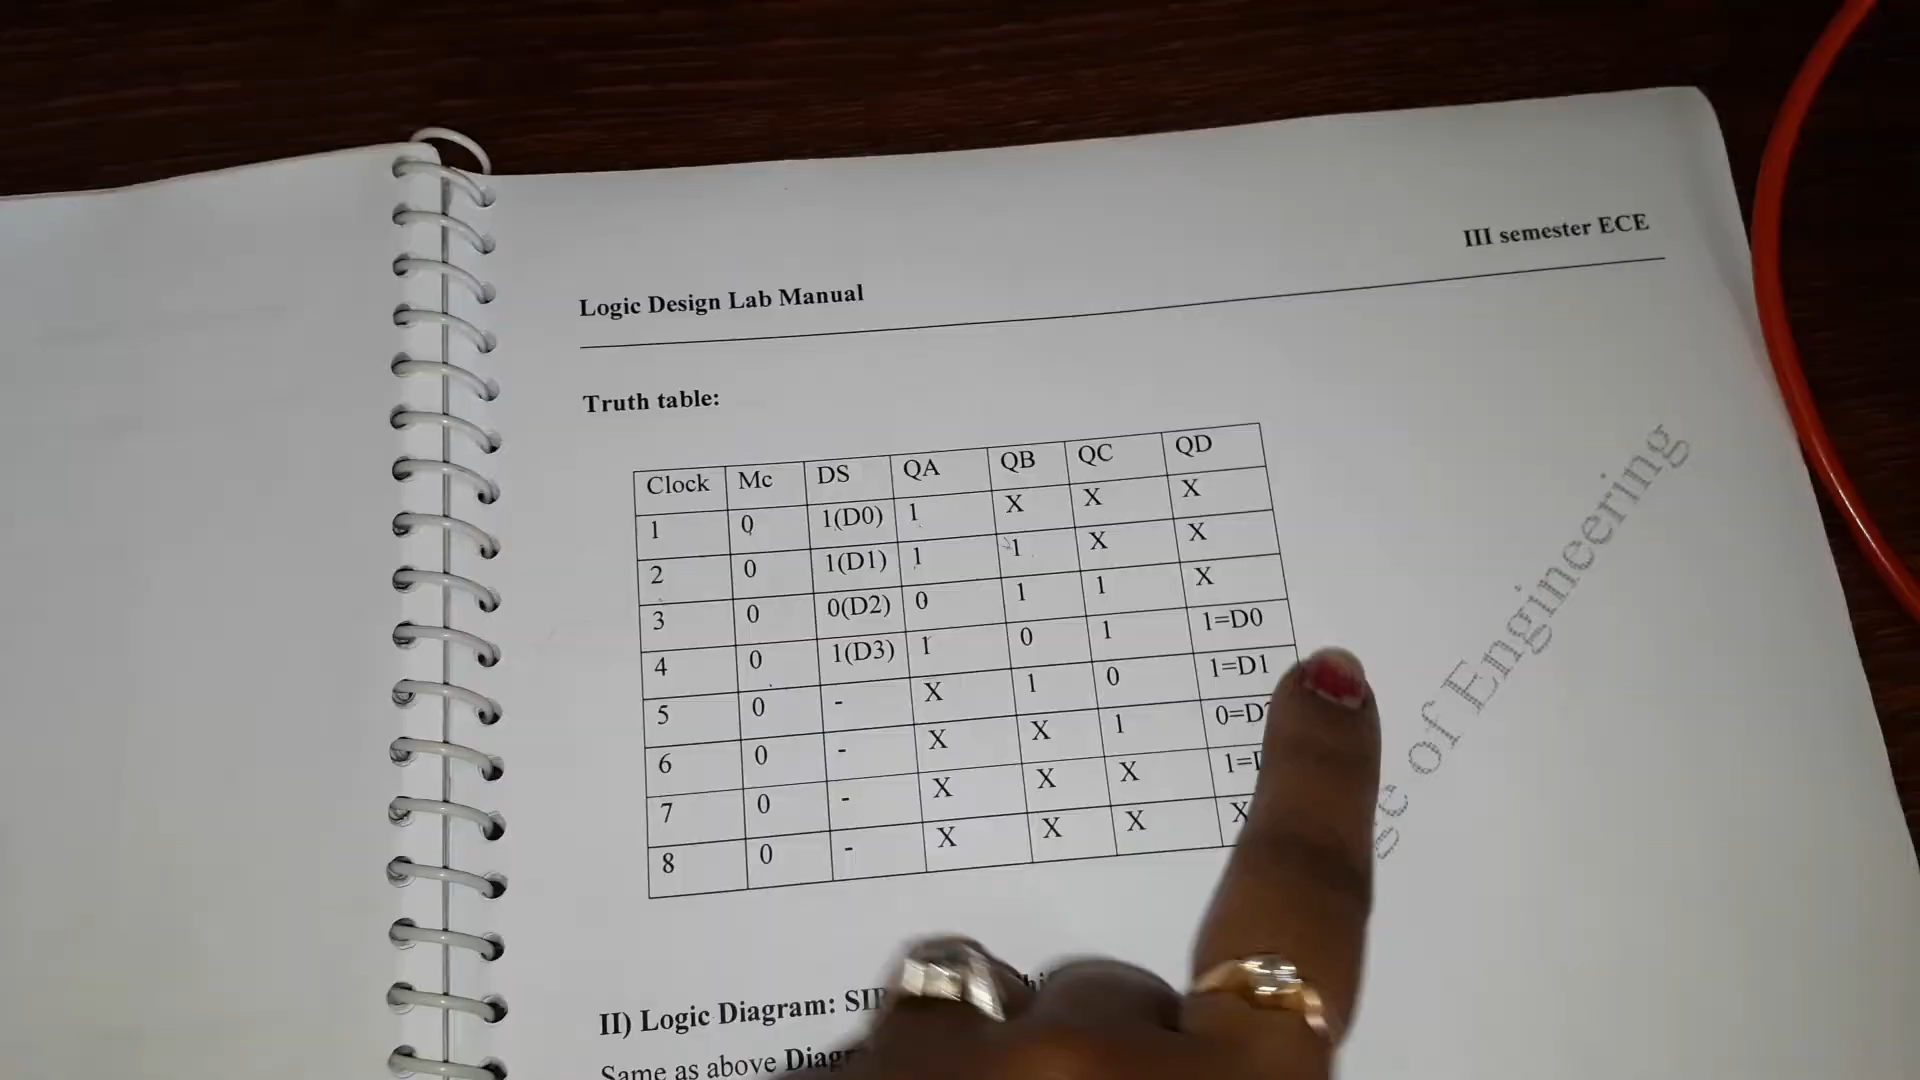 III semester ECE
Logic Design Lab Manual
Truth table:
Clock Mc DS QA QB QC QD
1 0 1(D0) 1 X X X
2 0 1(D1) 1 1 X X
3 0 0(D2) 0 1 1 X
4 0 1(D3) 1 0 1 1=D0
5 0 - X 1 0 1=D1
6 0 - X X 1
7 0 - X X X
8 0 - X X X X
II) Logic Diagram:
Same as above
of Engineering